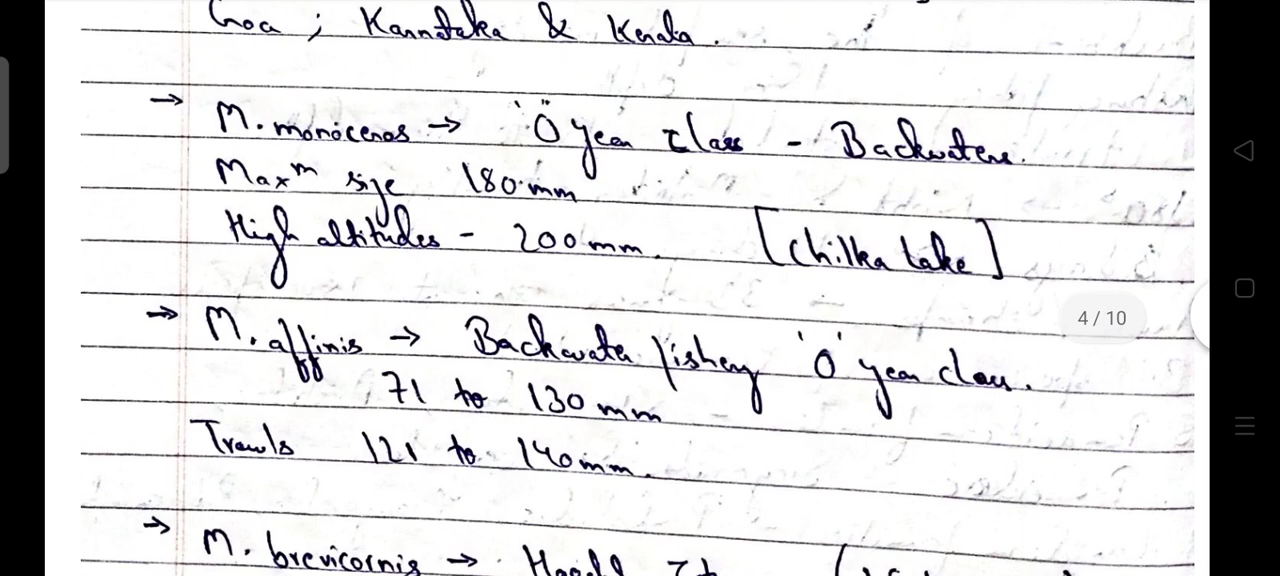 Goa ; Karnataka & Kerala.
→ M. monoceros → 'O' year class - Backwaters.
Maxᵐ size 180 mm
High altitudes - 200 mm. [Chilka Lake]
→ M. affinis → Backwater fishery 'O' year class.
71 to 130 mm
4 / 10
Trawls 121 to 140 mm.
→ M. brevicornis →